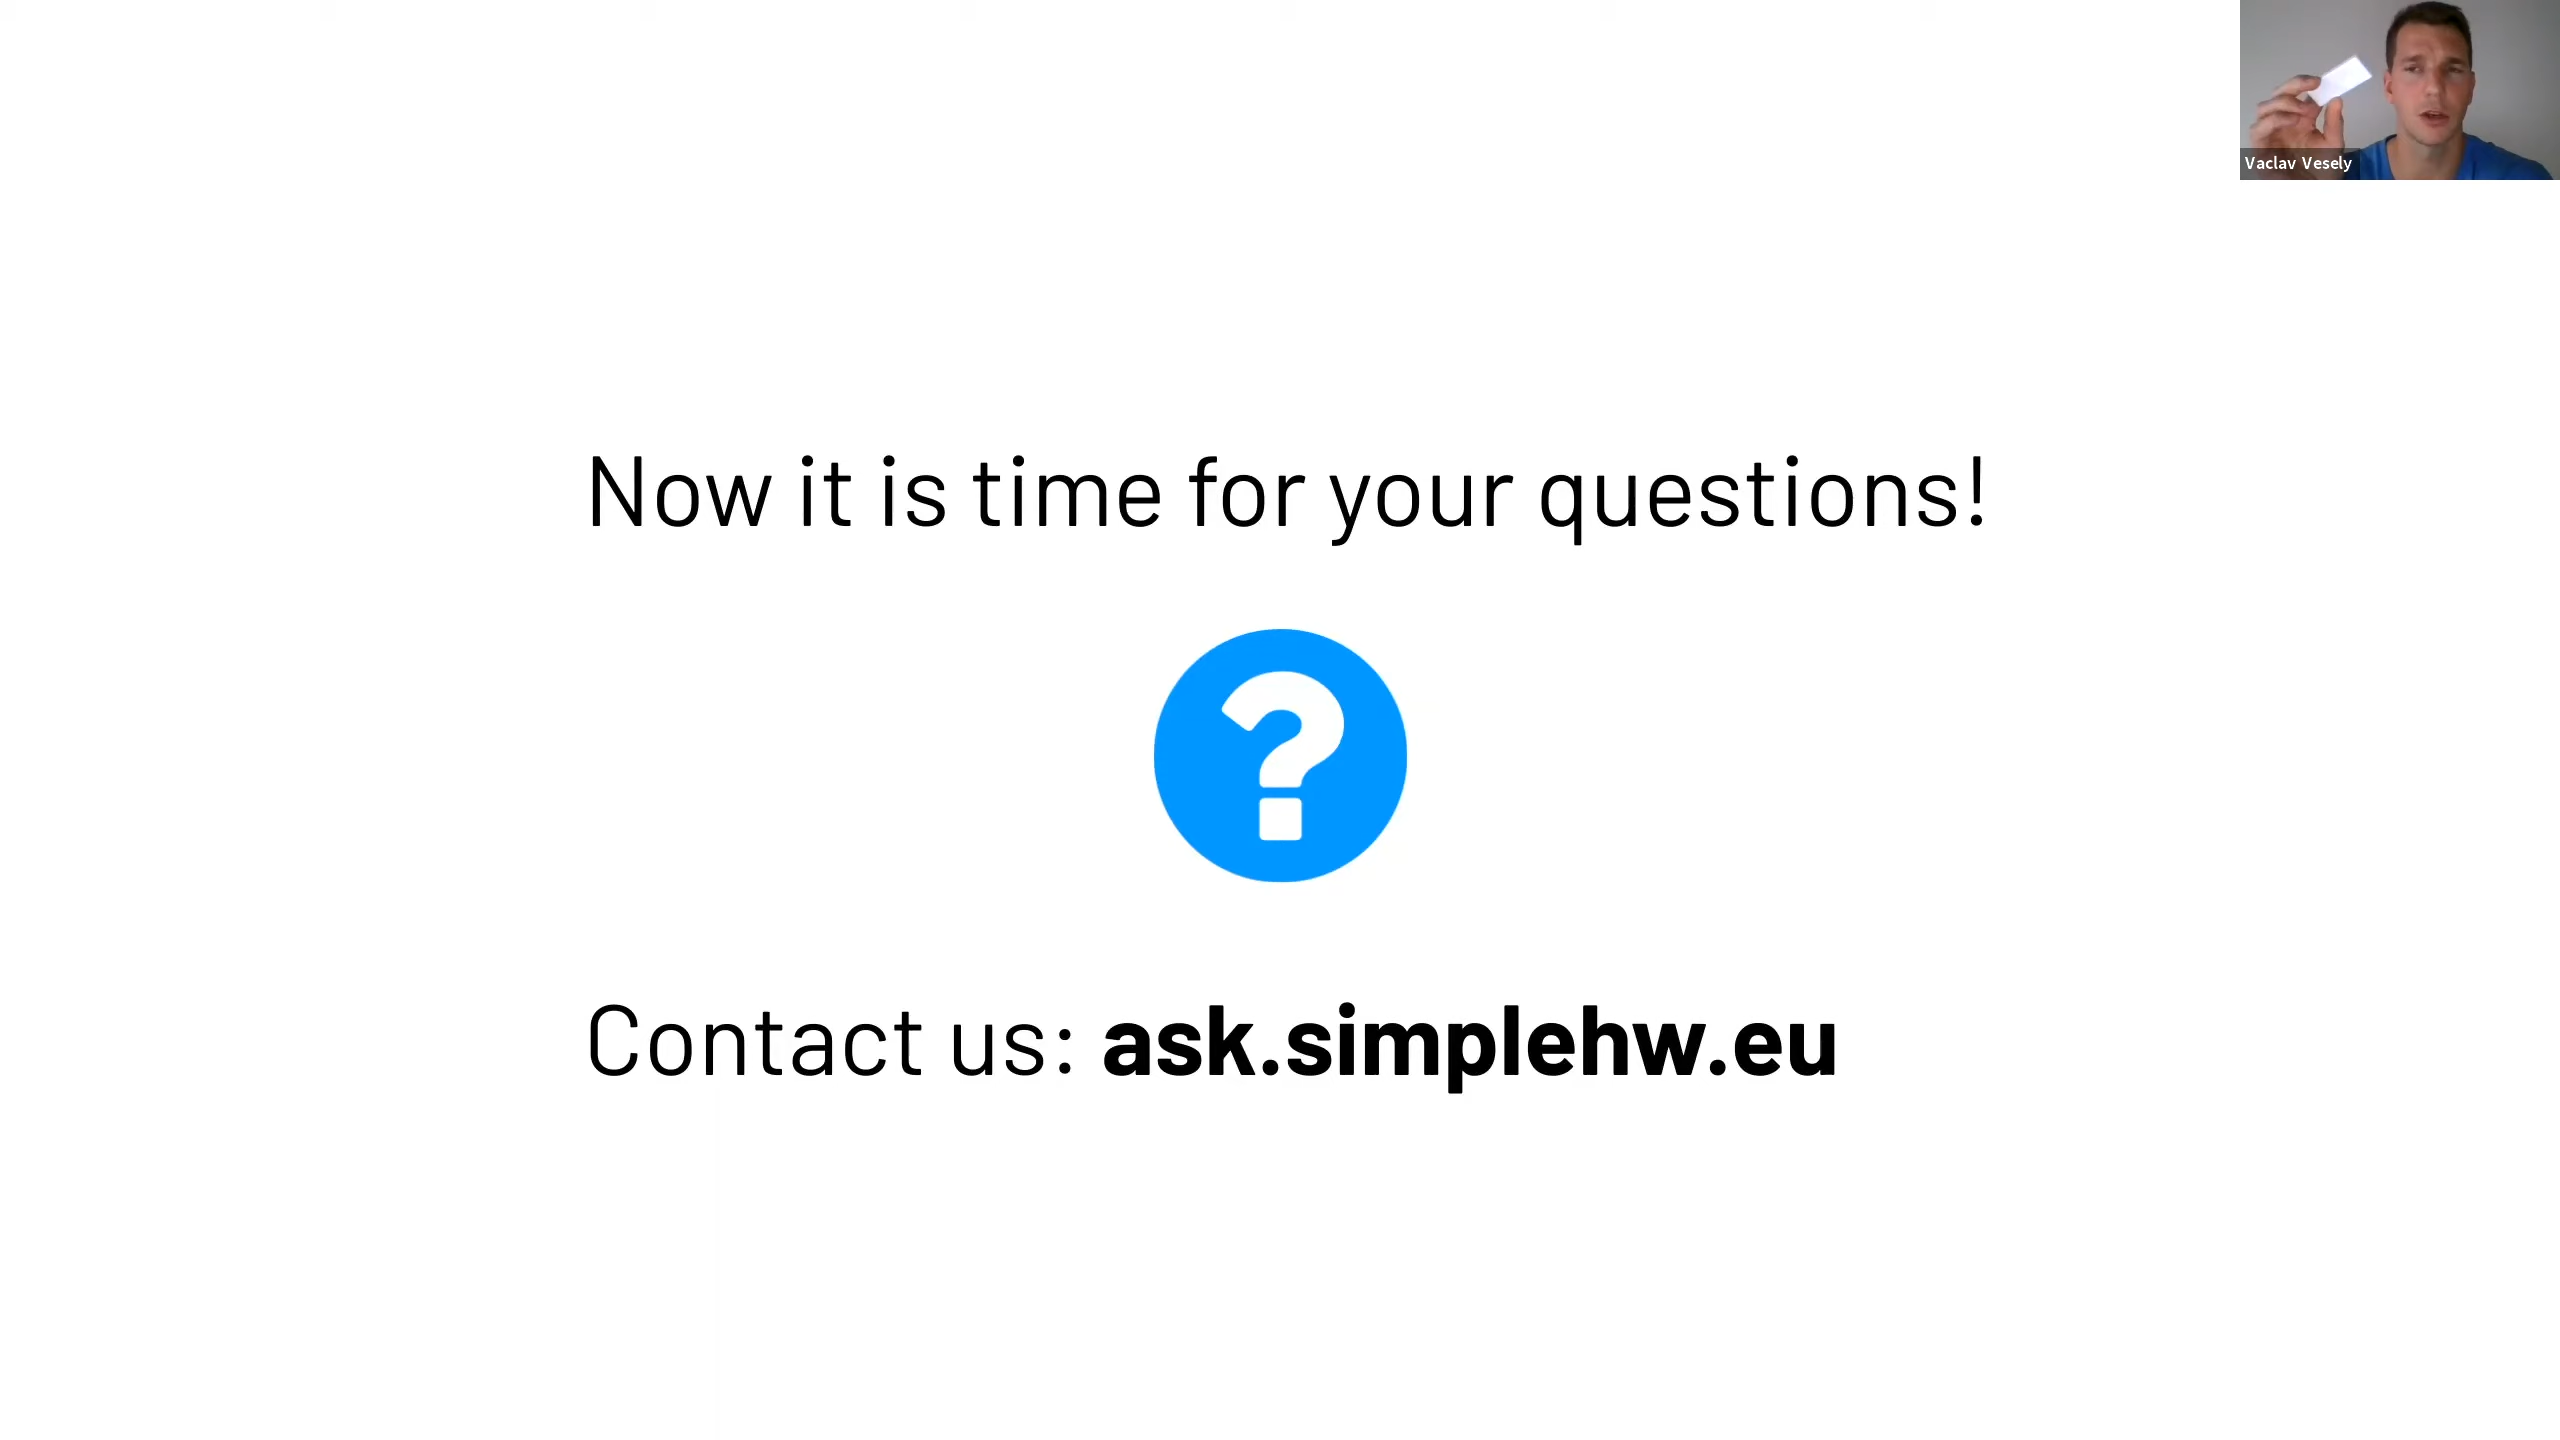 Vaclav Vesely
Now it is time for your questions!
?
Contact us: ask.simplehw.eu